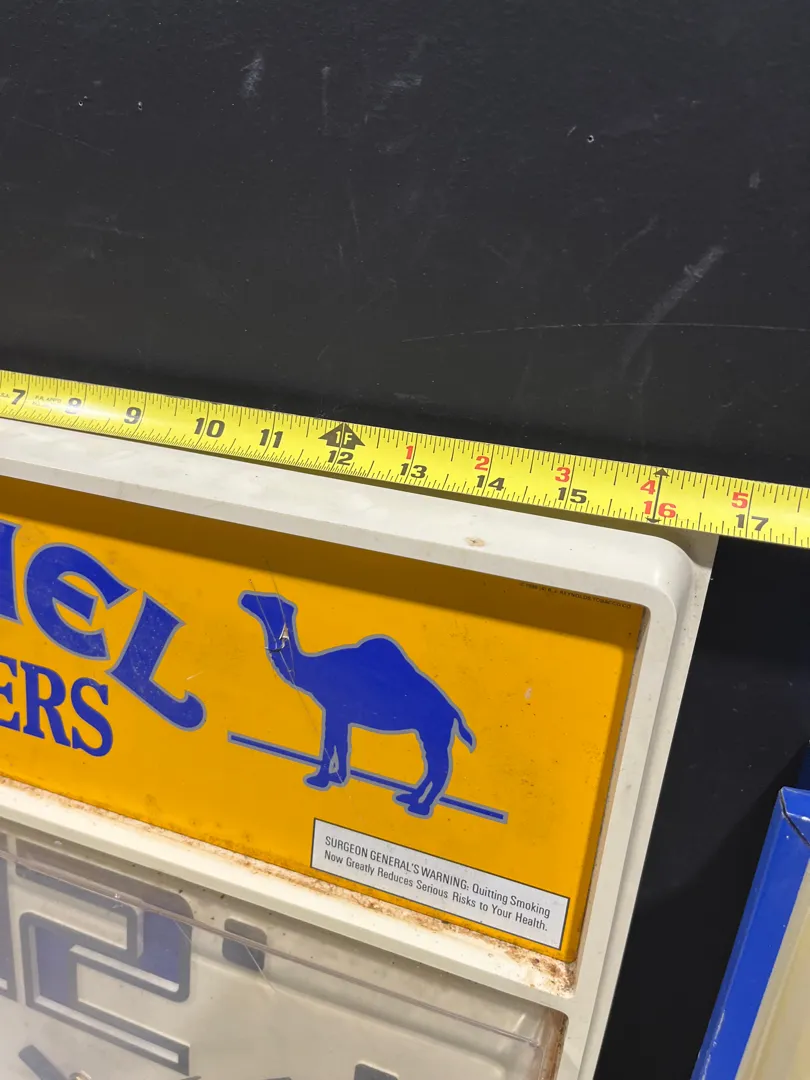 7 8 9 10 11 12 13 14 15 16 17
1F 1 2 3 4 5
MEL
ERS
SURGEON GENERAL'S WARNING: Quitting Smoking
Now Greatly Reduces Serious Risks to Your Health.
12